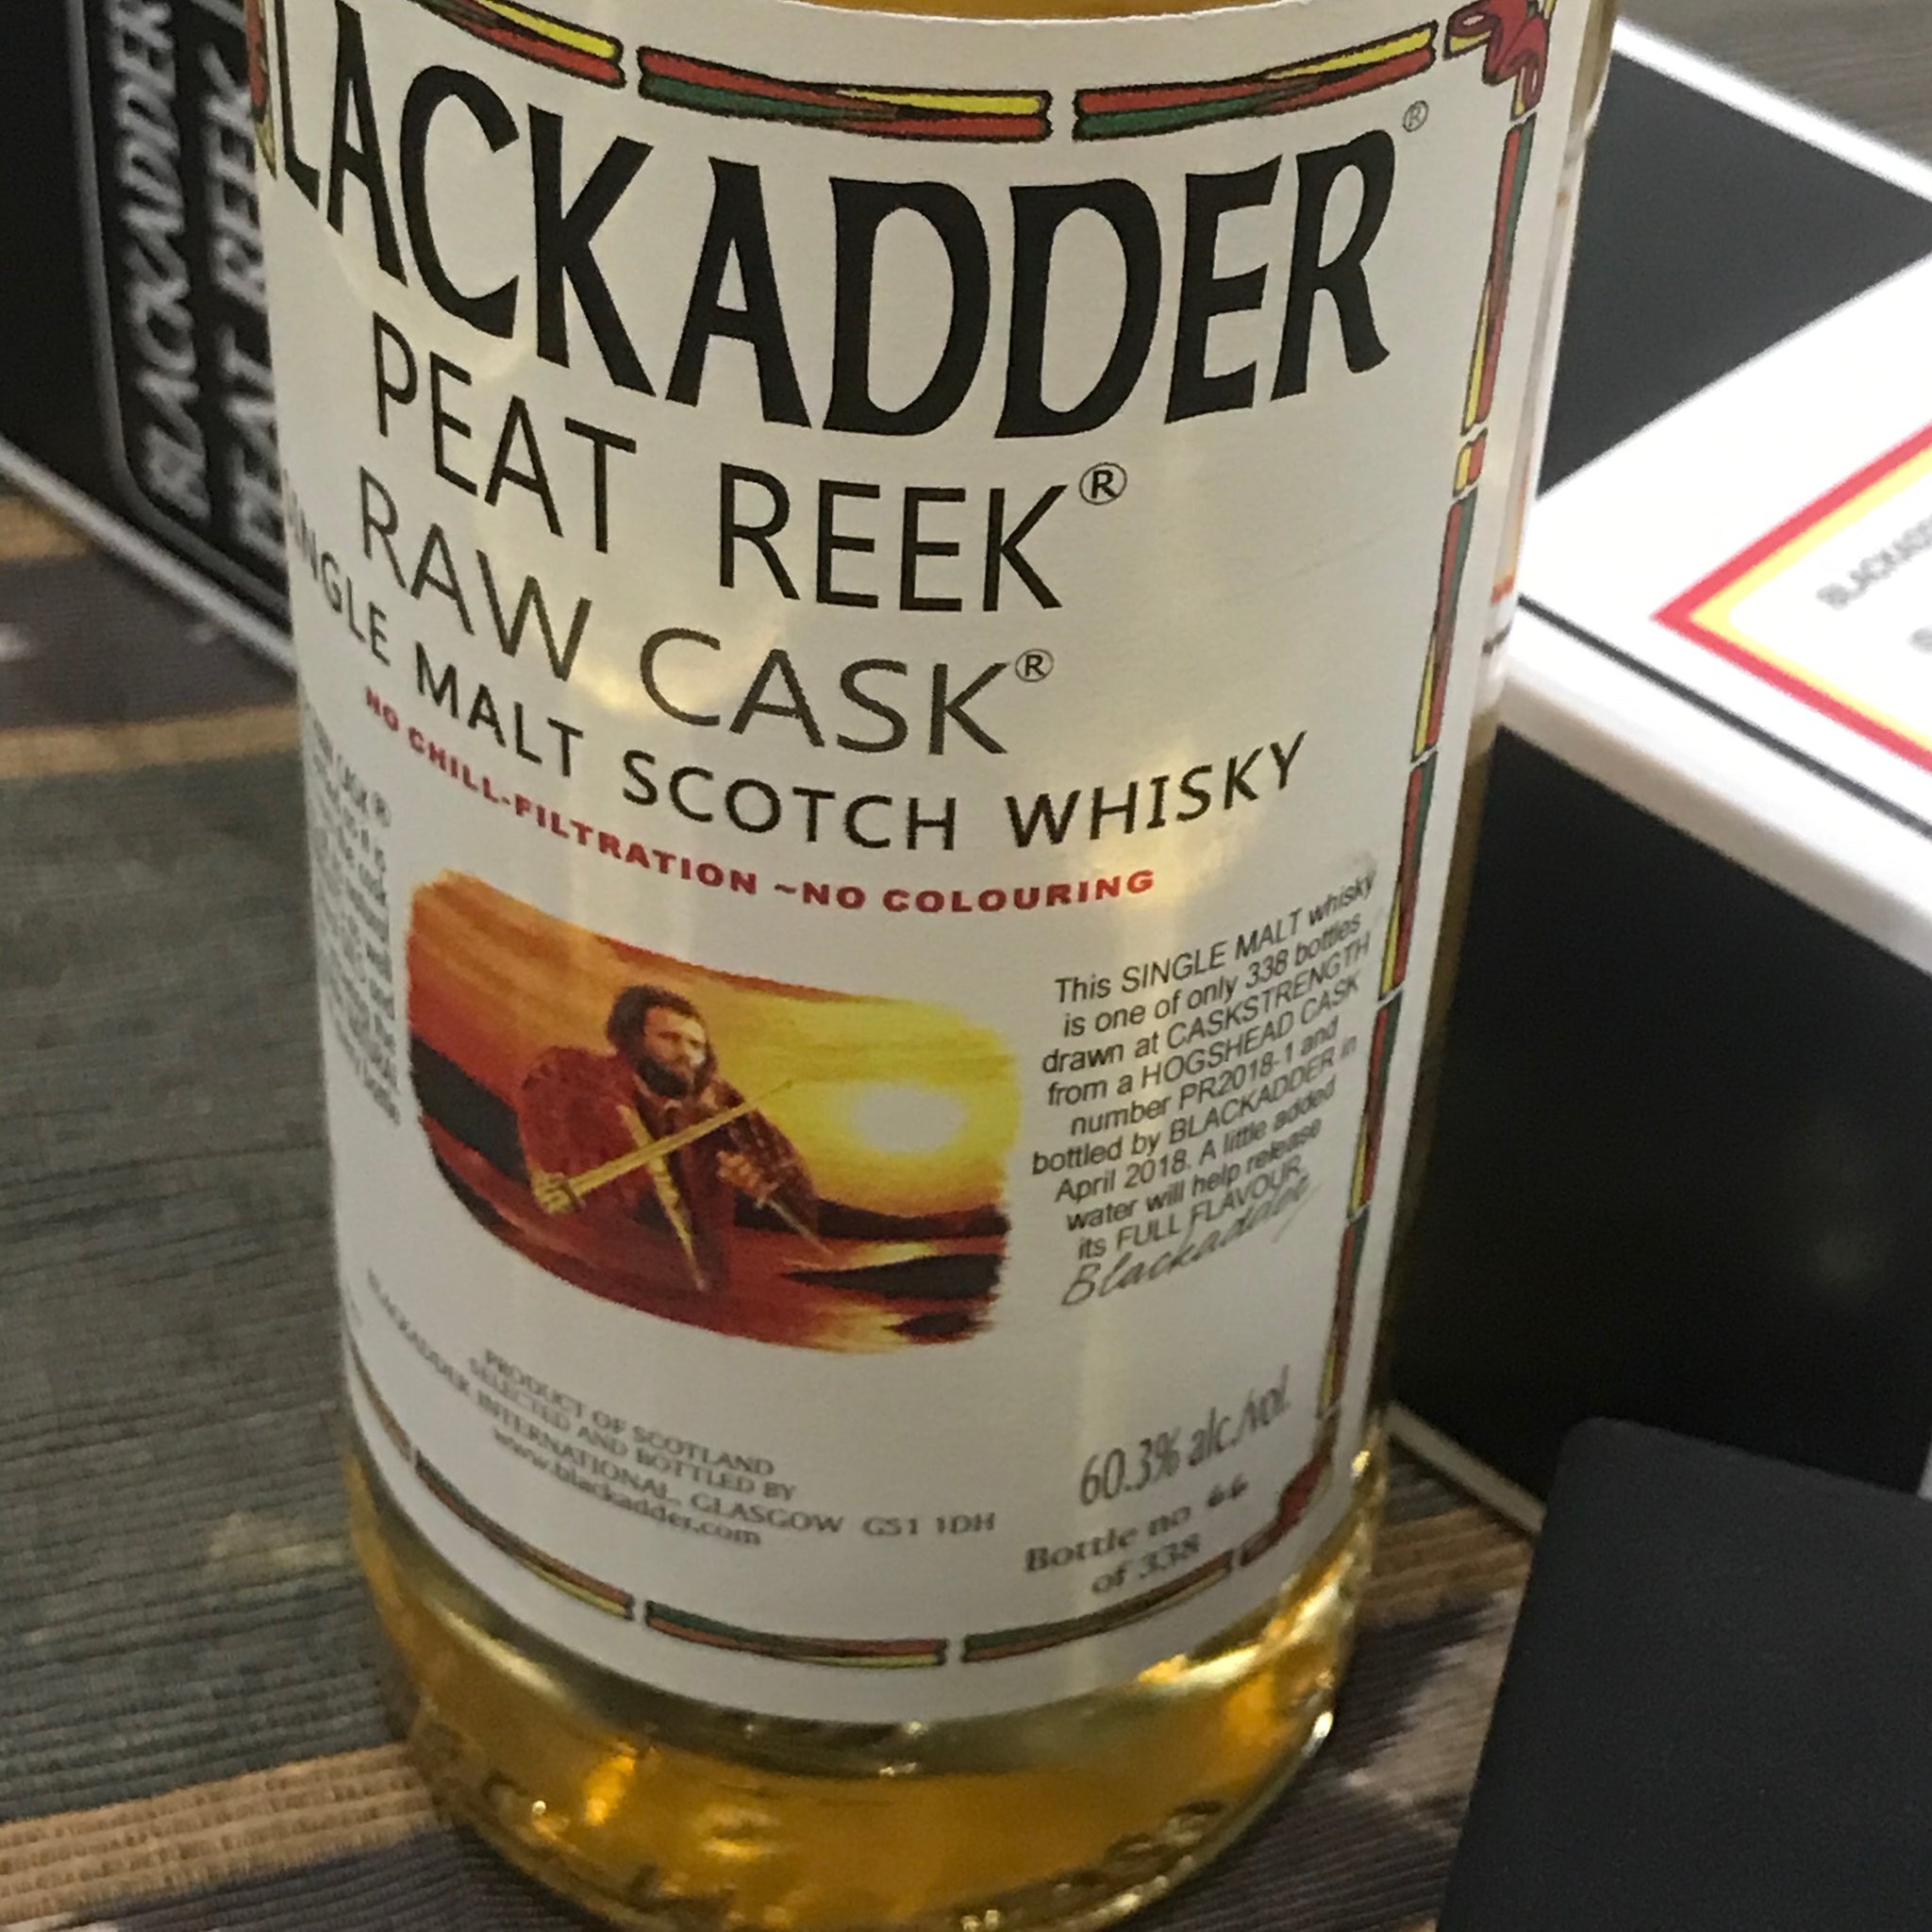 BLACKADDER
PEAT REEK
LACKADDER®
PEAT REEK®
RAW CASK®
SINGLE MALT SCOTCH WHISKY
NO CHILL-FILTRATION ~NO COLOURING
This SINGLE MALT whisky
is one of only 338 bottles
drawn at CASKSTRENGTH
from a HOGSHEAD CASK
number PR2018-1 and
bottled by BLACKADDER in
April 2018. A little added
water will help release
its FULL FLAVOUR.
Blackadder
PRODUCT OF SCOTLAND
SELECTED AND BOTTLED BY
BLACKADDER INTERNATIONAL, GLASGOW G51 1DH
www.blackadder.com
60.3% alc./vol.
Bottle no 66
of 338